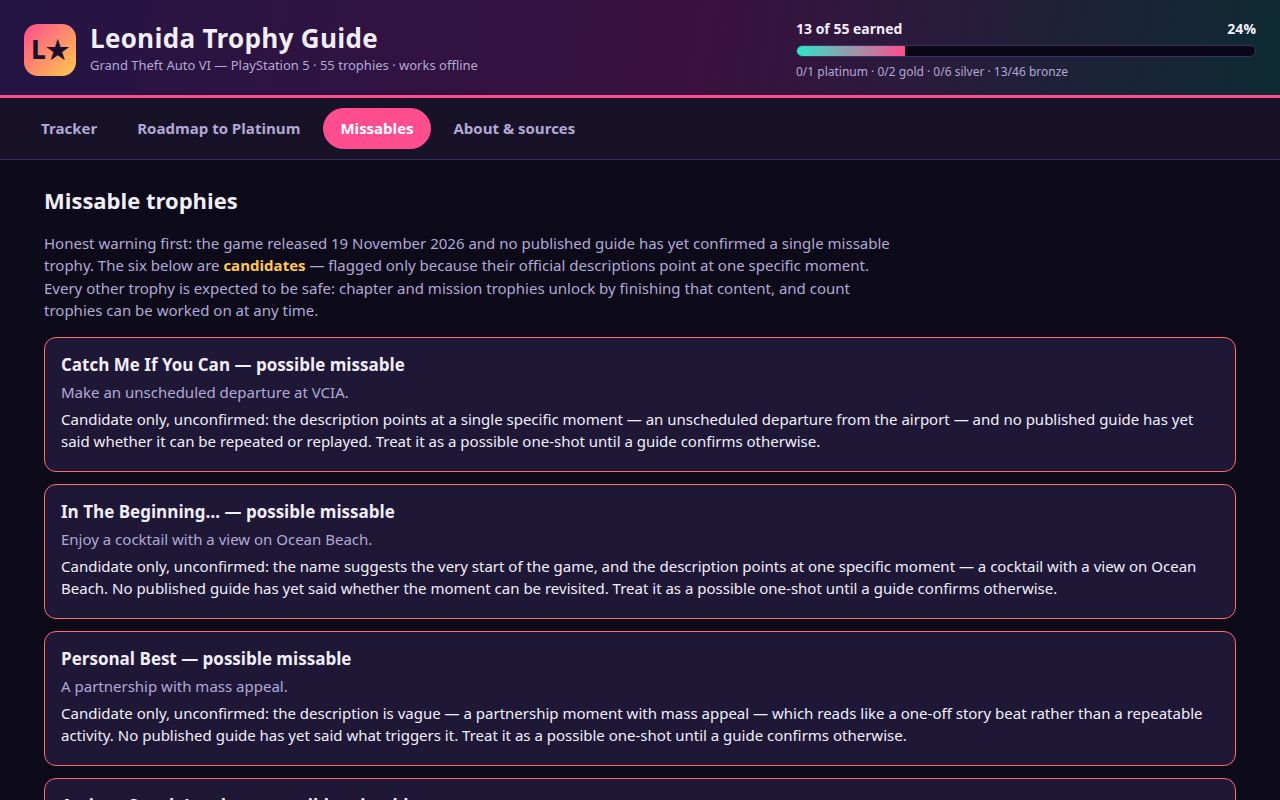 L★
Leonida Trophy Guide
Grand Theft Auto VI — PlayStation 5 · 55 trophies · works offline
13 of 55 earned
24%
0/1 platinum · 0/2 gold · 0/6 silver · 13/46 bronze
Tracker
Roadmap to Platinum
Missables
About & sources
Missable trophies
Honest warning first: the game released 19 November 2026 and no published guide has yet confirmed a single missable
trophy. The six below are candidates — flagged only because their official descriptions point at one specific moment.
Every other trophy is expected to be safe: chapter and mission trophies unlock by finishing that content, and count
trophies can be worked on at any time.
Catch Me If You Can — possible missable
Make an unscheduled departure at VCIA.
Candidate only, unconfirmed: the description points at a single specific moment — an unscheduled departure from the airport — and no published guide has yet
said whether it can be repeated or replayed. Treat it as a possible one-shot until a guide confirms otherwise.
In The Beginning... — possible missable
Enjoy a cocktail with a view on Ocean Beach.
Candidate only, unconfirmed: the name suggests the very start of the game, and the description points at one specific moment — a cocktail with a view on Ocean
Beach. No published guide has yet said whether the moment can be revisited. Treat it as a possible one-shot until a guide confirms otherwise.
Personal Best — possible missable
A partnership with mass appeal.
Candidate only, unconfirmed: the description is vague — a partnership moment with mass appeal — which reads like a one-off story beat rather than a repeatable
activity. No published guide has yet said what triggers it. Treat it as a possible one-shot until a guide confirms otherwise.